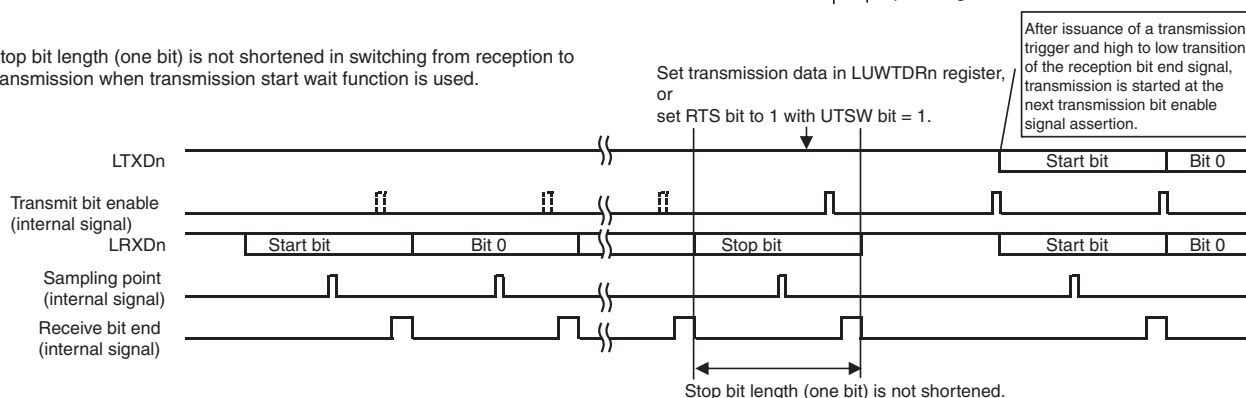 top bit length (one bit) is not shortened in switching from reception to
ansmission when transmission start wait function is used.
Set transmission data in LUWTDRn register,
or
set RTS bit to 1 with UTSW bit = 1.
After issuance of a transmission
trigger and high to low transition
of the reception bit end signal,
transmission is started at the
next transmission bit enable
signal assertion.
LTXDn
Start bit
Bit 0
Transmit bit enable
(internal signal)
LRXDn
Start bit
Bit 0
Stop bit
Start bit
Bit 0
Sampling point
(internal signal)
Receive bit end
(internal signal)
Stop bit length (one bit) is not shortened.